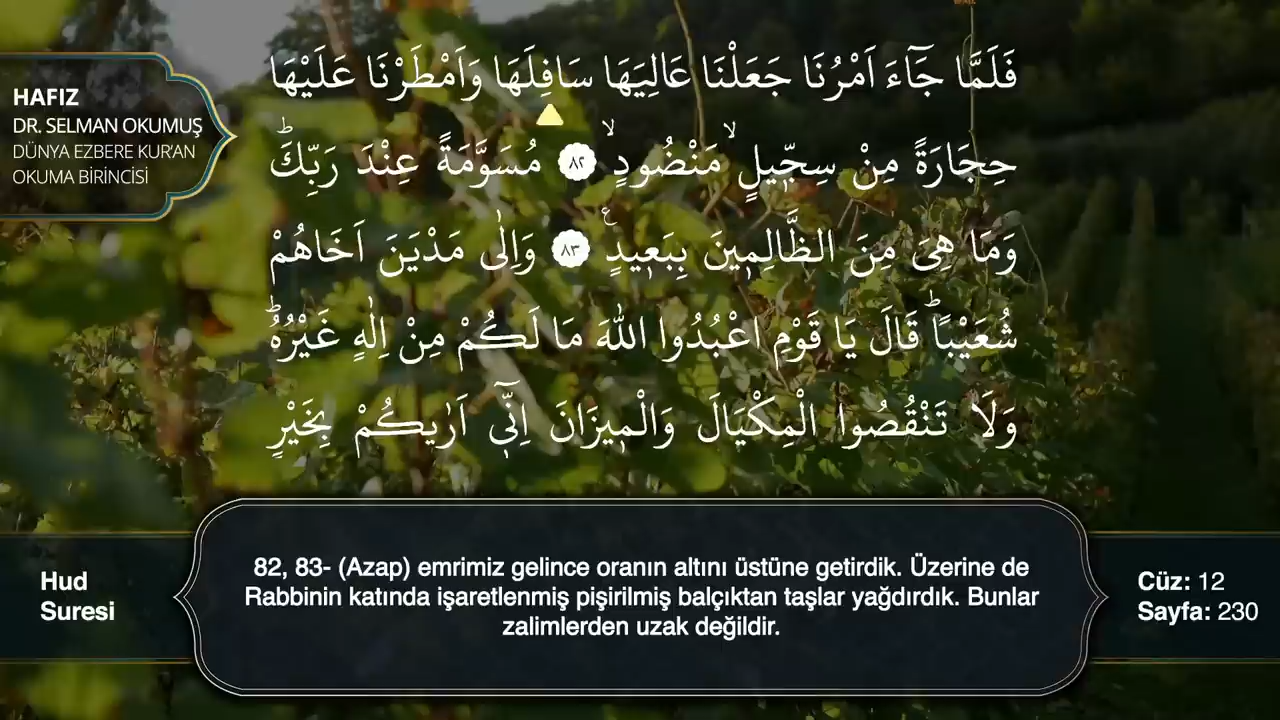 فَلَمَّا جَٓاءَ اَمْرُنَا جَعَلْنَا عَالِيَهَا سَافِلَهَا وَاَمْطَرْنَا عَلَيْهَا
حِجَارَةً مِنْ سِجّ۪يلٍۙ مَنْضُودٍۙ ﴿٨٢﴾ مُسَوَّمَةً عِنْدَ رَبِّكَۜ
وَمَا هِيَ مِنَ الظَّالِم۪ينَ بِبَع۪يدٍ۟ ﴿٨٣﴾ وَاِلٰى مَدْيَنَ اَخَاهُمْ
شُعَيْبًاۜ قَالَ يَا قَوْمِ اعْبُدُوا اللّٰهَ مَا لَكُمْ مِنْ اِلٰهٍ غَيْرُهُۜ
وَلَا تَنْقُصُوا الْمِكْيَالَ وَالْم۪يزَانَ اِنّ۪ٓي اَرٰيكُمْ بِخَيْرٍ
HAFIZ
DR. SELMAN OKUMUŞ
DÜNYA EZBERE KUR'AN
OKUMA BİRİNCİSİ
82, 83- (Azap) emrimiz gelince oranın altını üstüne getirdik. Üzerine de
Rabbinin katında işaretlenmiş pişirilmiş balçıktan taşlar yağdırdık. Bunlar
zalimlerden uzak değildir.
Hud
Suresi
Cüz: 12
Sayfa: 230